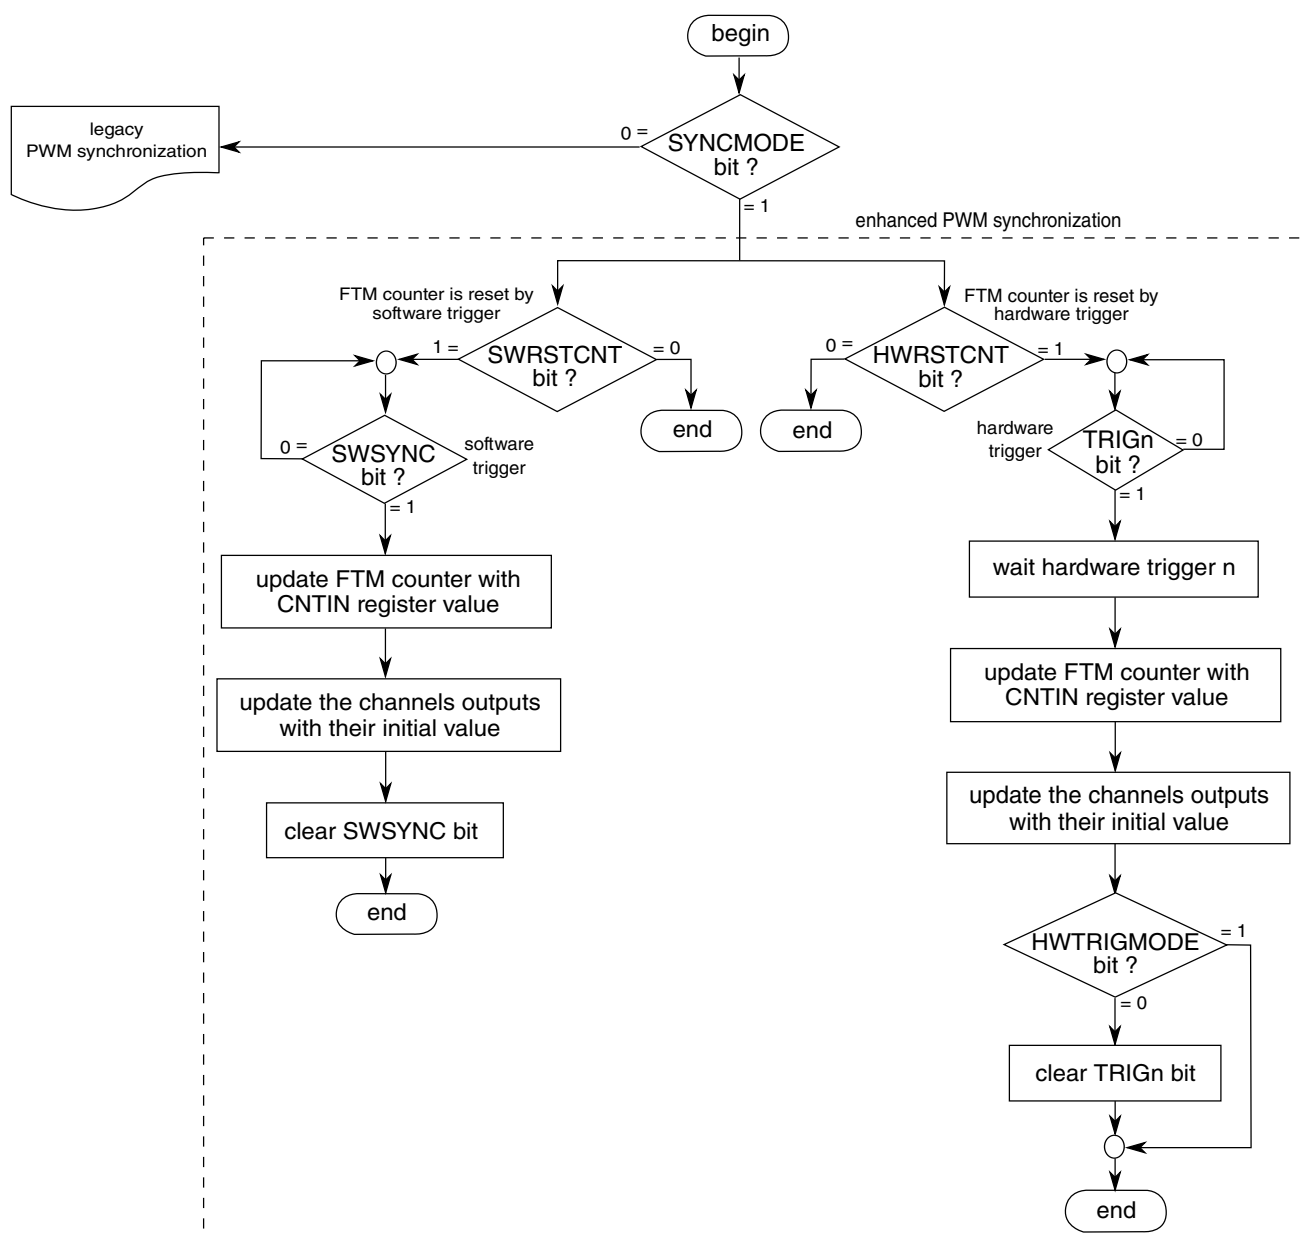 begin
legacy
PWM synchronization
0 =
SYNCMODE
bit ?
= 1
enhanced PWM synchronization
FTM counter is reset by
software trigger
FTM counter is reset by
hardware trigger
1 =
SWRSTCNT
bit ?
= 0
0 =
HWRSTCNT
bit ?
= 1
end
end
0 =
SWSYNC
bit ?
software
trigger
= 1
hardware
trigger
TRIGn
bit ?
= 0
= 1
update FTM counter with
CNTIN register value
update the channels outputs
with their initial value
clear SWSYNC bit
end
wait hardware trigger n
update FTM counter with
CNTIN register value
update the channels outputs
with their initial value
HWTRIGMODE
bit ?
= 1
= 0
clear TRIGn bit
end